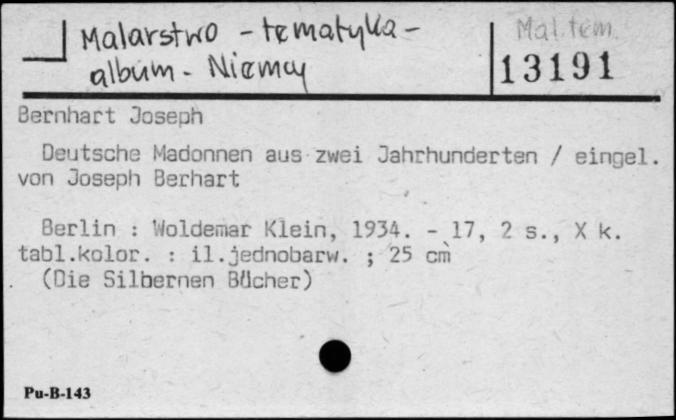 Malarstwo - tematyka -
album - Niemcy
Mal. tem.
13191
Bernhart Joseph
Deutsche Madonnen aus zwei Jahrhunderten / eingel.
von Joseph Berhart
Berlin : Woldemar Klein, 1934. - 17, 2 s., X k.
tabl.kolor. : il.jednobarw. ; 25 cm
(Die Silbernen Bücher)
Pu-B-143